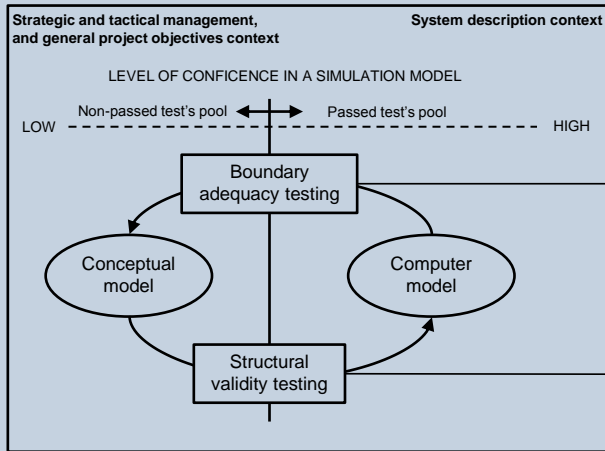 Strategic and tactical management,
and general project objectives context
System description context
LEVEL OF CONFICENCE IN A SIMULATION MODEL
Non-passed test's pool
Passed test's pool
LOW
HIGH
Boundary
adequacy testing
Conceptual
model
Computer
model
Structural
validity testing